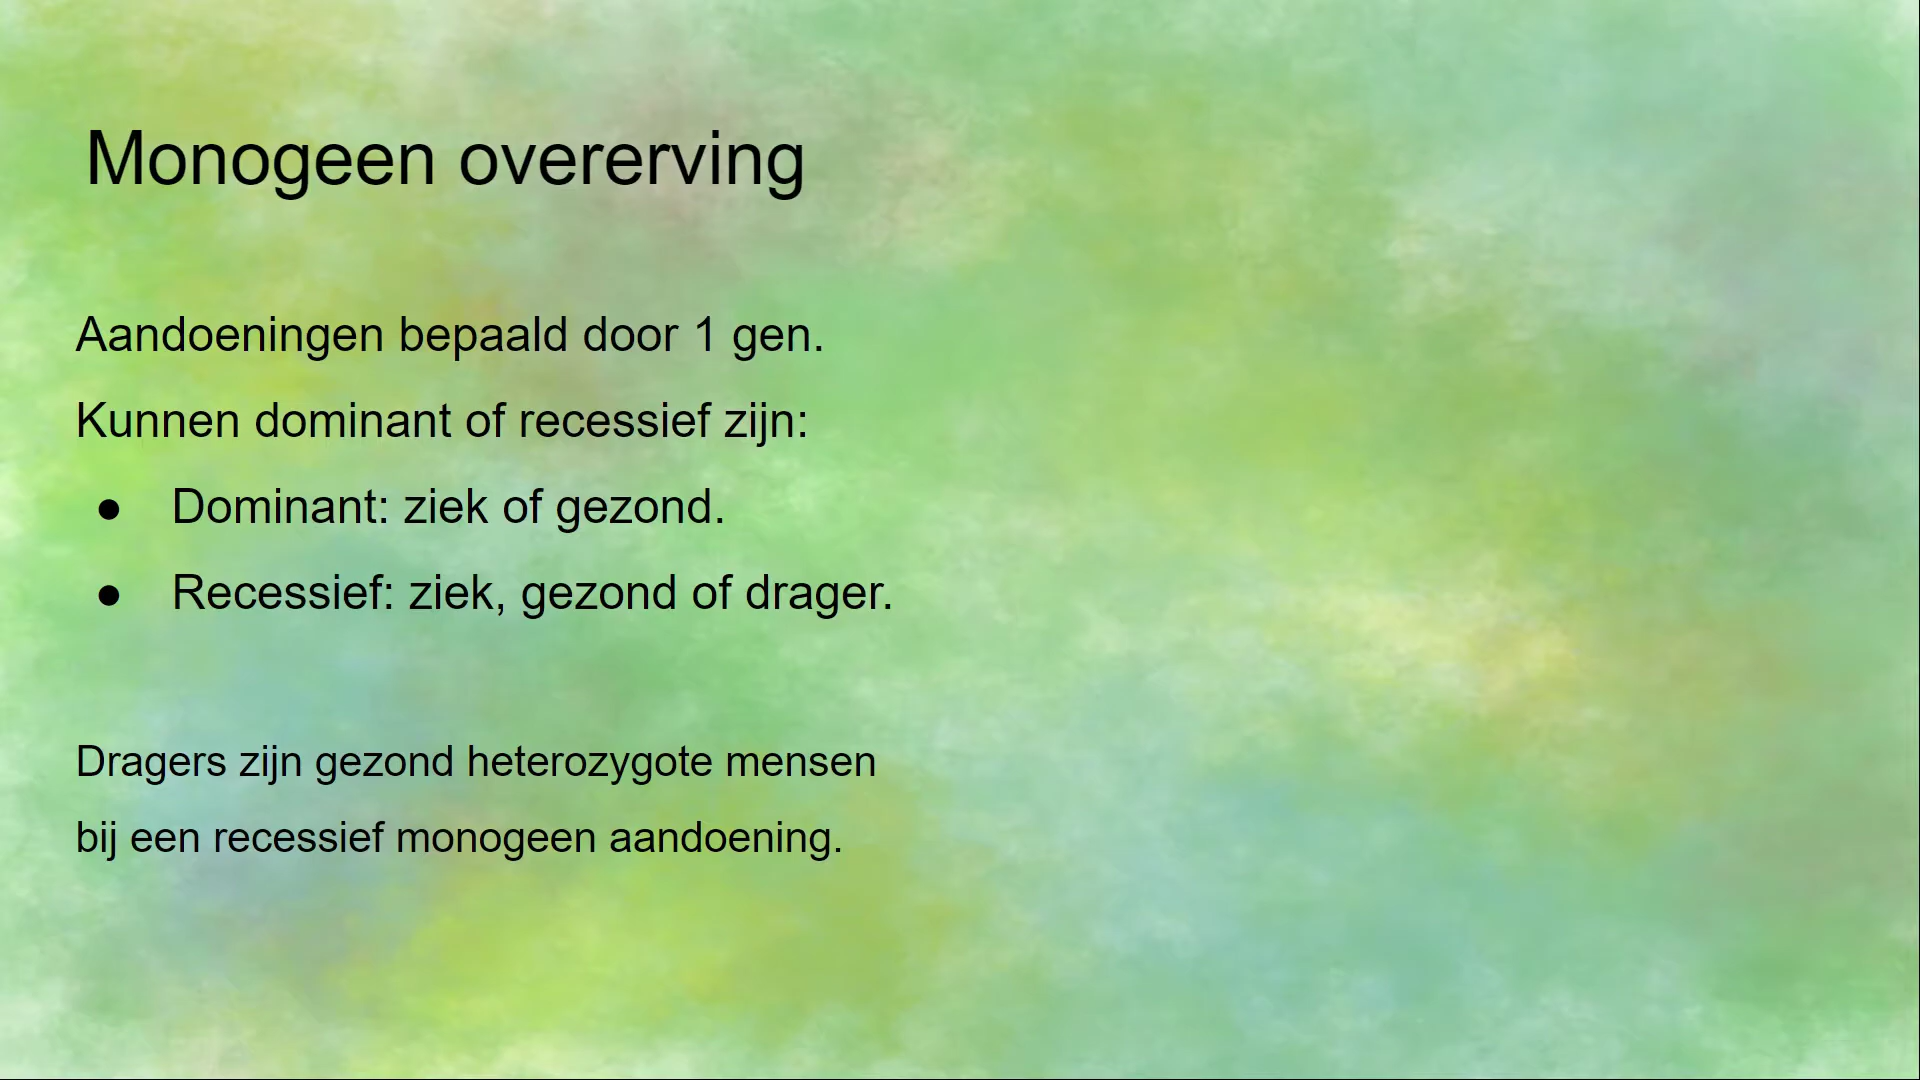 Monogeen overerving
Aandoeningen bepaald door 1 gen.
Kunnen dominant of recessief zijn:
● Dominant: ziek of gezond.
● Recessief: ziek, gezond of drager.
Dragers zijn gezond heterozygote mensen
bij een recessief monogeen aandoening.